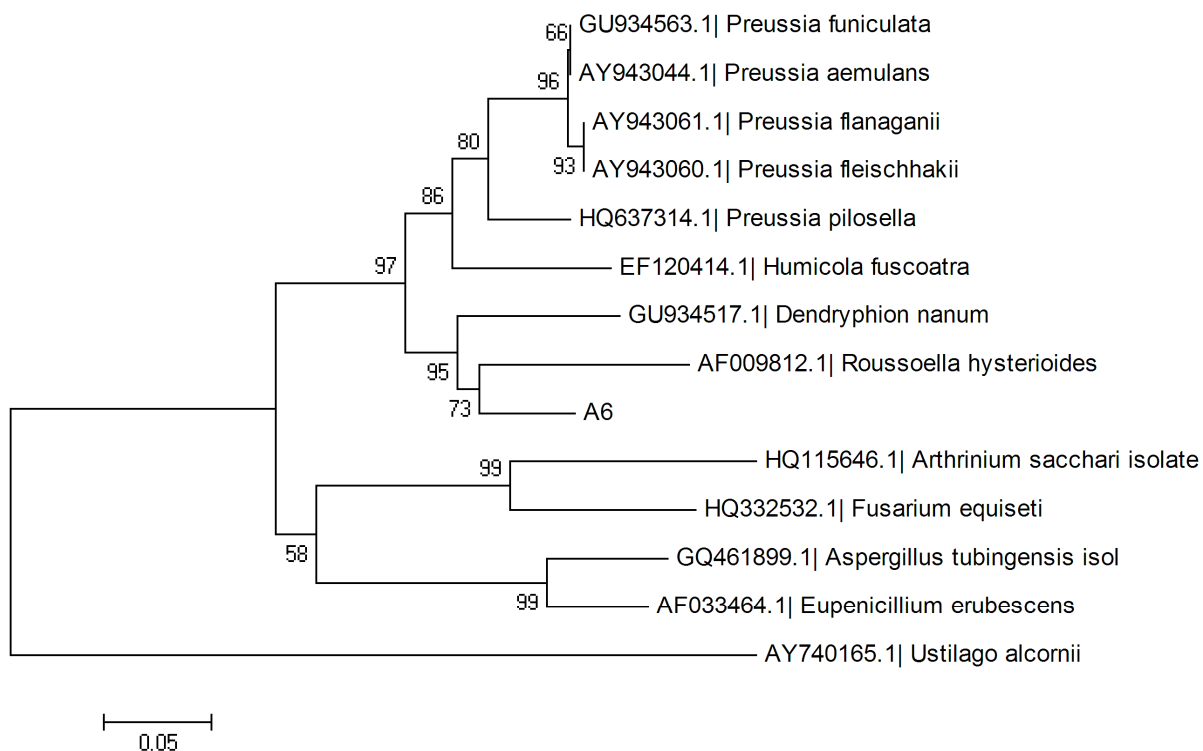 GU934563.1| Preussia funiculata
66
AY943044.1| Preussia aemulans
96
AY943061.1| Preussia flanaganii
80
93
AY943060.1| Preussia fleischhakii
86
HQ637314.1| Preussia pilosella
97
EF120414.1| Humicola fuscoatra
GU934517.1| Dendryphion nanum
95
AF009812.1| Roussoella hysterioides
73
A6
99
HQ115646.1| Arthrinium sacchari isolate
HQ332532.1| Fusarium equiseti
58
GQ461899.1| Aspergillus tubingensis isol
99
AF033464.1| Eupenicillium erubescens
AY740165.1| Ustilago alcornii
0.05